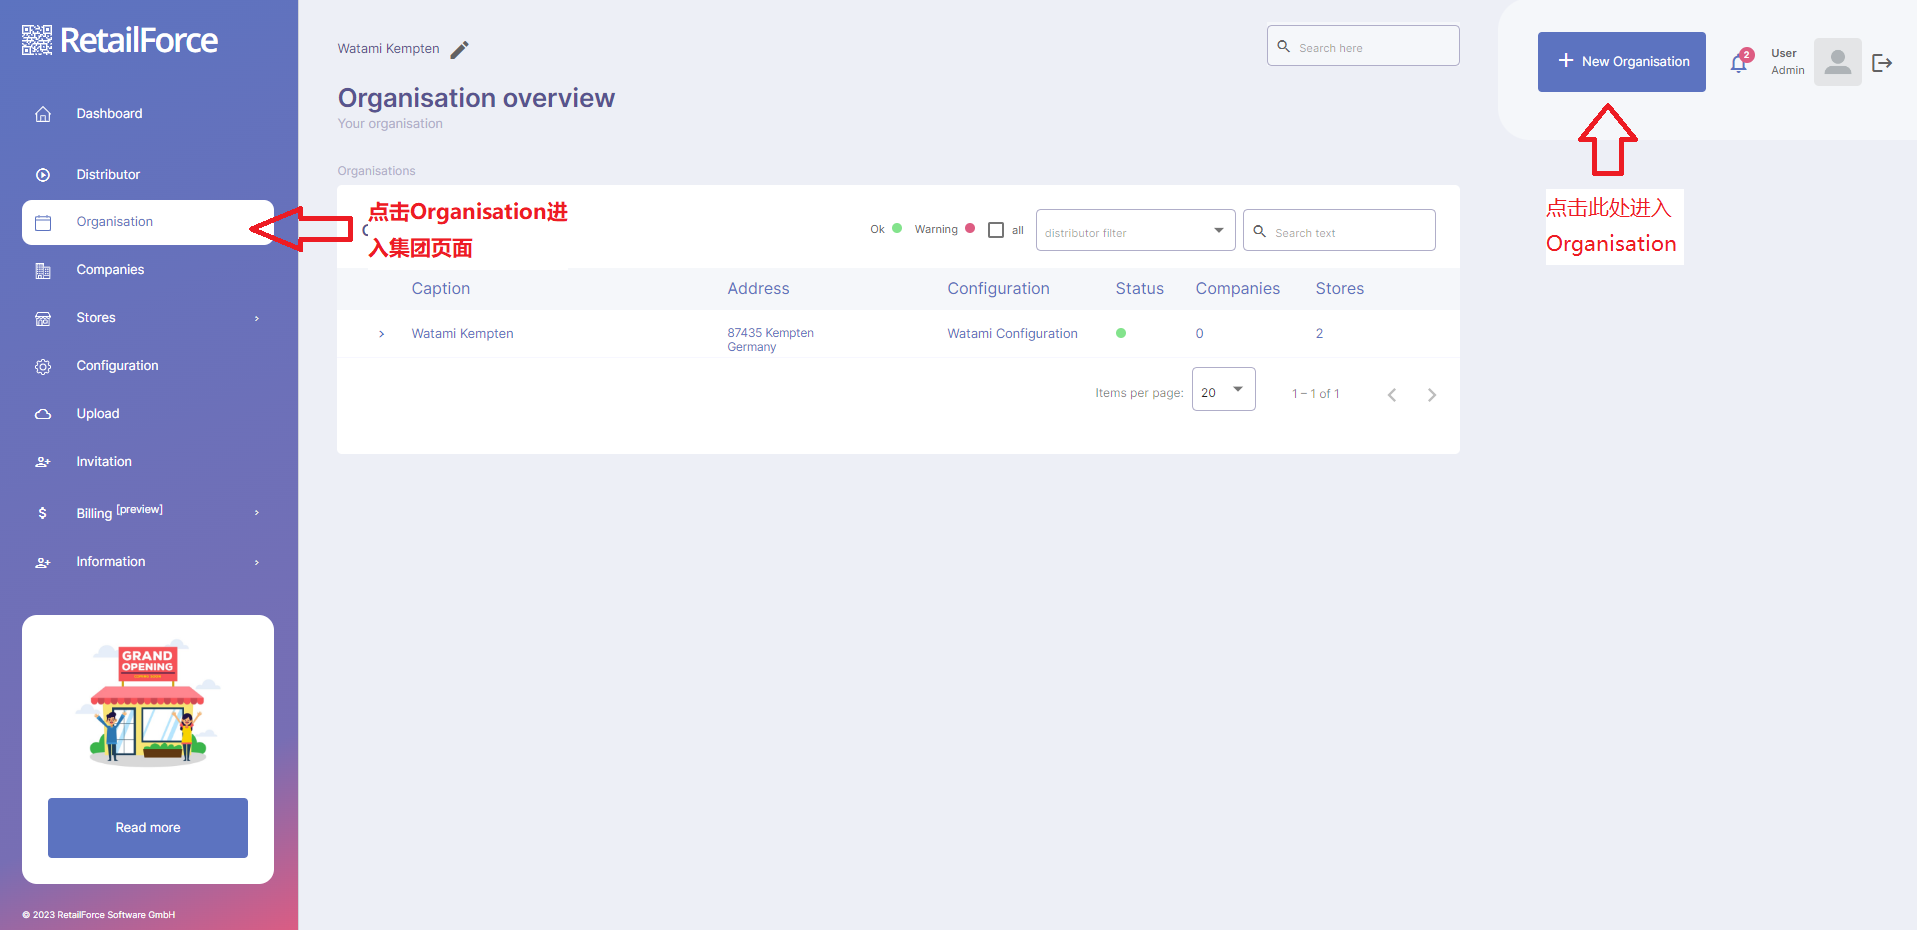 RetailForce
Dashboard
Distributor
Organisation
Companies
Stores
Configuration
Upload
Invitation
Billing [preview]
Information
GRAND
OPENING
Read more
© 2023 RetailForce Software GmbH
Watami Kempten
Search here
Organisation overview
Your organisation
Organisations
点击Organisation进
入集团页面
Ok Warning all distributor filter Search text
Caption Address Configuration Status Companies Stores
Watami Kempten 87435 Kempten Watami Configuration 0 2
Germany
Items per page: 20 1 – 1 of 1
New Organisation
2
User
Admin
点击此处进入
Organisation